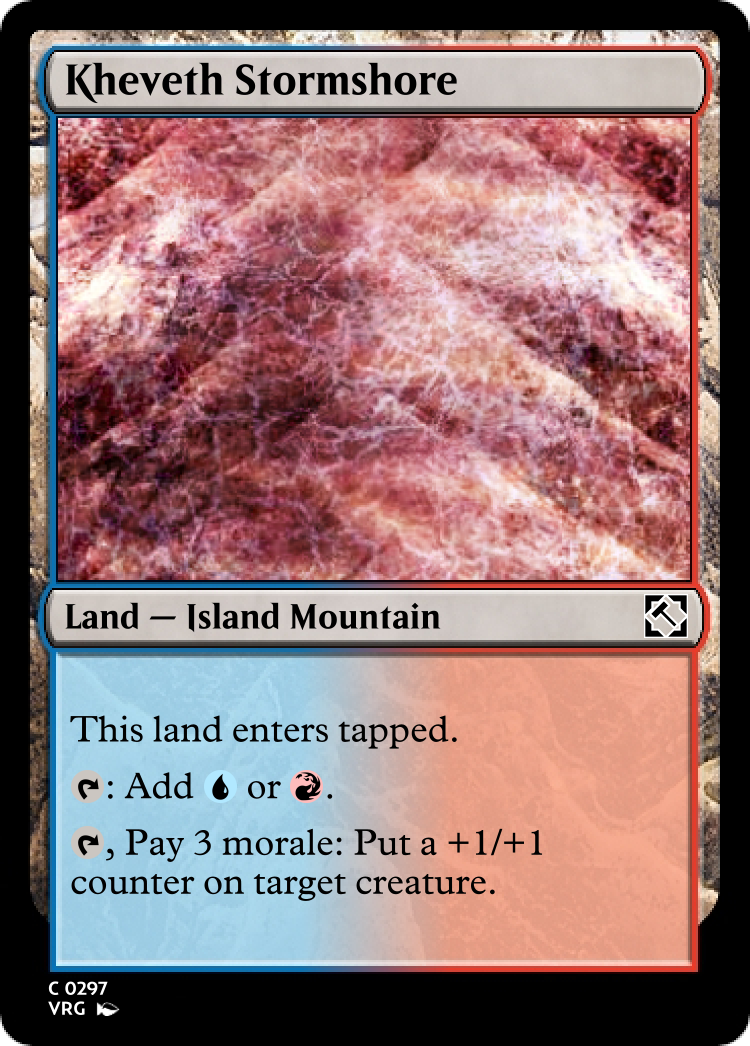 Kheveth Stormshore
Land — Island Mountain
This land enters tapped.
: Add or .
, Pay 3 morale: Put a +1/+1
counter on target creature.
C 0297
VRG